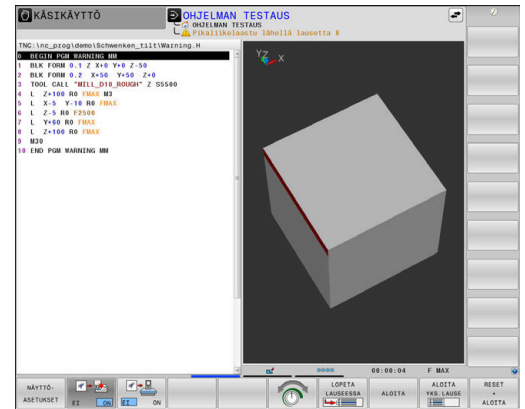 KÄSIKÄYTTÖ
OHJELMAN TESTAUS
OHJELMAN TESTAUS
Pikaliikelaastu lähellä lausetta 8
TNC:\nc_prog\demo\Schwenken_tilt\Warning.H
0 BEGIN PGM WARNING MM
1 BLK FORM 0.1 Z X+0 Y+0 Z-50
2 BLK FORM 0.2 X+50 Y+50 Z+0
3 TOOL CALL "MILL_D10_ROUGH" Z S5500
4 L Z+100 R0 FMAX M3
5 L X-5 Y-10 R0 FMAX
6 L Z-5 R0 F2500
7 L Y+60 R0 FMAX
8 L Z+100 R0 FMAX
9 M30
10 END PGM WARNING MM
YZ X
00:00:04 F MAX
NÄYTTÖ-
ASETUKSET
EI ON
EI ON
LOPETA
LAUSEESSA
ALOITA
ALOITA
YKS.LAUSE
RESET
+
ALOITA